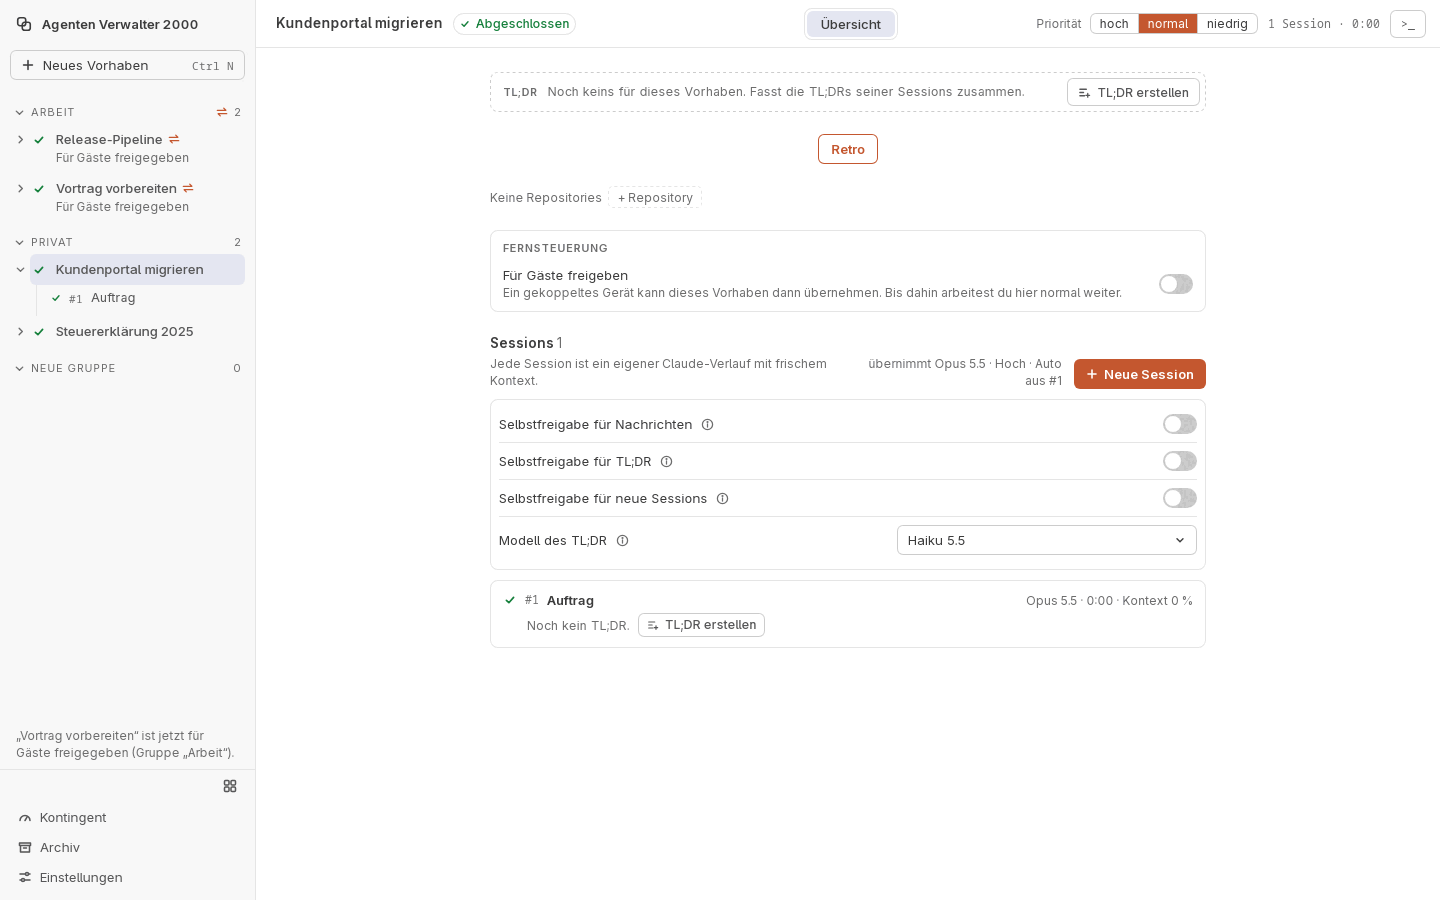 Agenten Verwalter 2000
Neues Vorhaben Ctrl N
ARBEIT 2
Release-Pipeline
Für Gäste freigegeben
Vortrag vorbereiten
Für Gäste freigegeben
PRIVAT 2
Kundenportal migrieren
#1 Auftrag
Steuererklärung 2025
NEUE GRUPPE 0
„Vortrag vorbereiten“ ist jetzt für
Gäste freigegeben (Gruppe „Arbeit“).
Kontingent
Archiv
Einstellungen
Kundenportal migrieren Abgeschlossen Übersicht Priorität hoch normal niedrig 1 Session · 0:00 >_
TL;DR Noch keins für dieses Vorhaben. Fasst die TL;DRs seiner Sessions zusammen. TL;DR erstellen
Retro
Keine Repositories + Repository
FERNSTEUERUNG
Für Gäste freigeben
Ein gekoppeltes Gerät kann dieses Vorhaben dann übernehmen. Bis dahin arbeitest du hier normal weiter.
Sessions 1
Jede Session ist ein eigener Claude-Verlauf mit frischem
Kontext.
übernimmt Opus 5.5 · Hoch · Auto
aus #1
Neue Session
Selbstfreigabe für Nachrichten
Selbstfreigabe für TL;DR
Selbstfreigabe für neue Sessions
Modell des TL;DR Haiku 5.5
#1 Auftrag Opus 5.5 · 0:00 · Kontext 0 %
Noch kein TL;DR. TL;DR erstellen